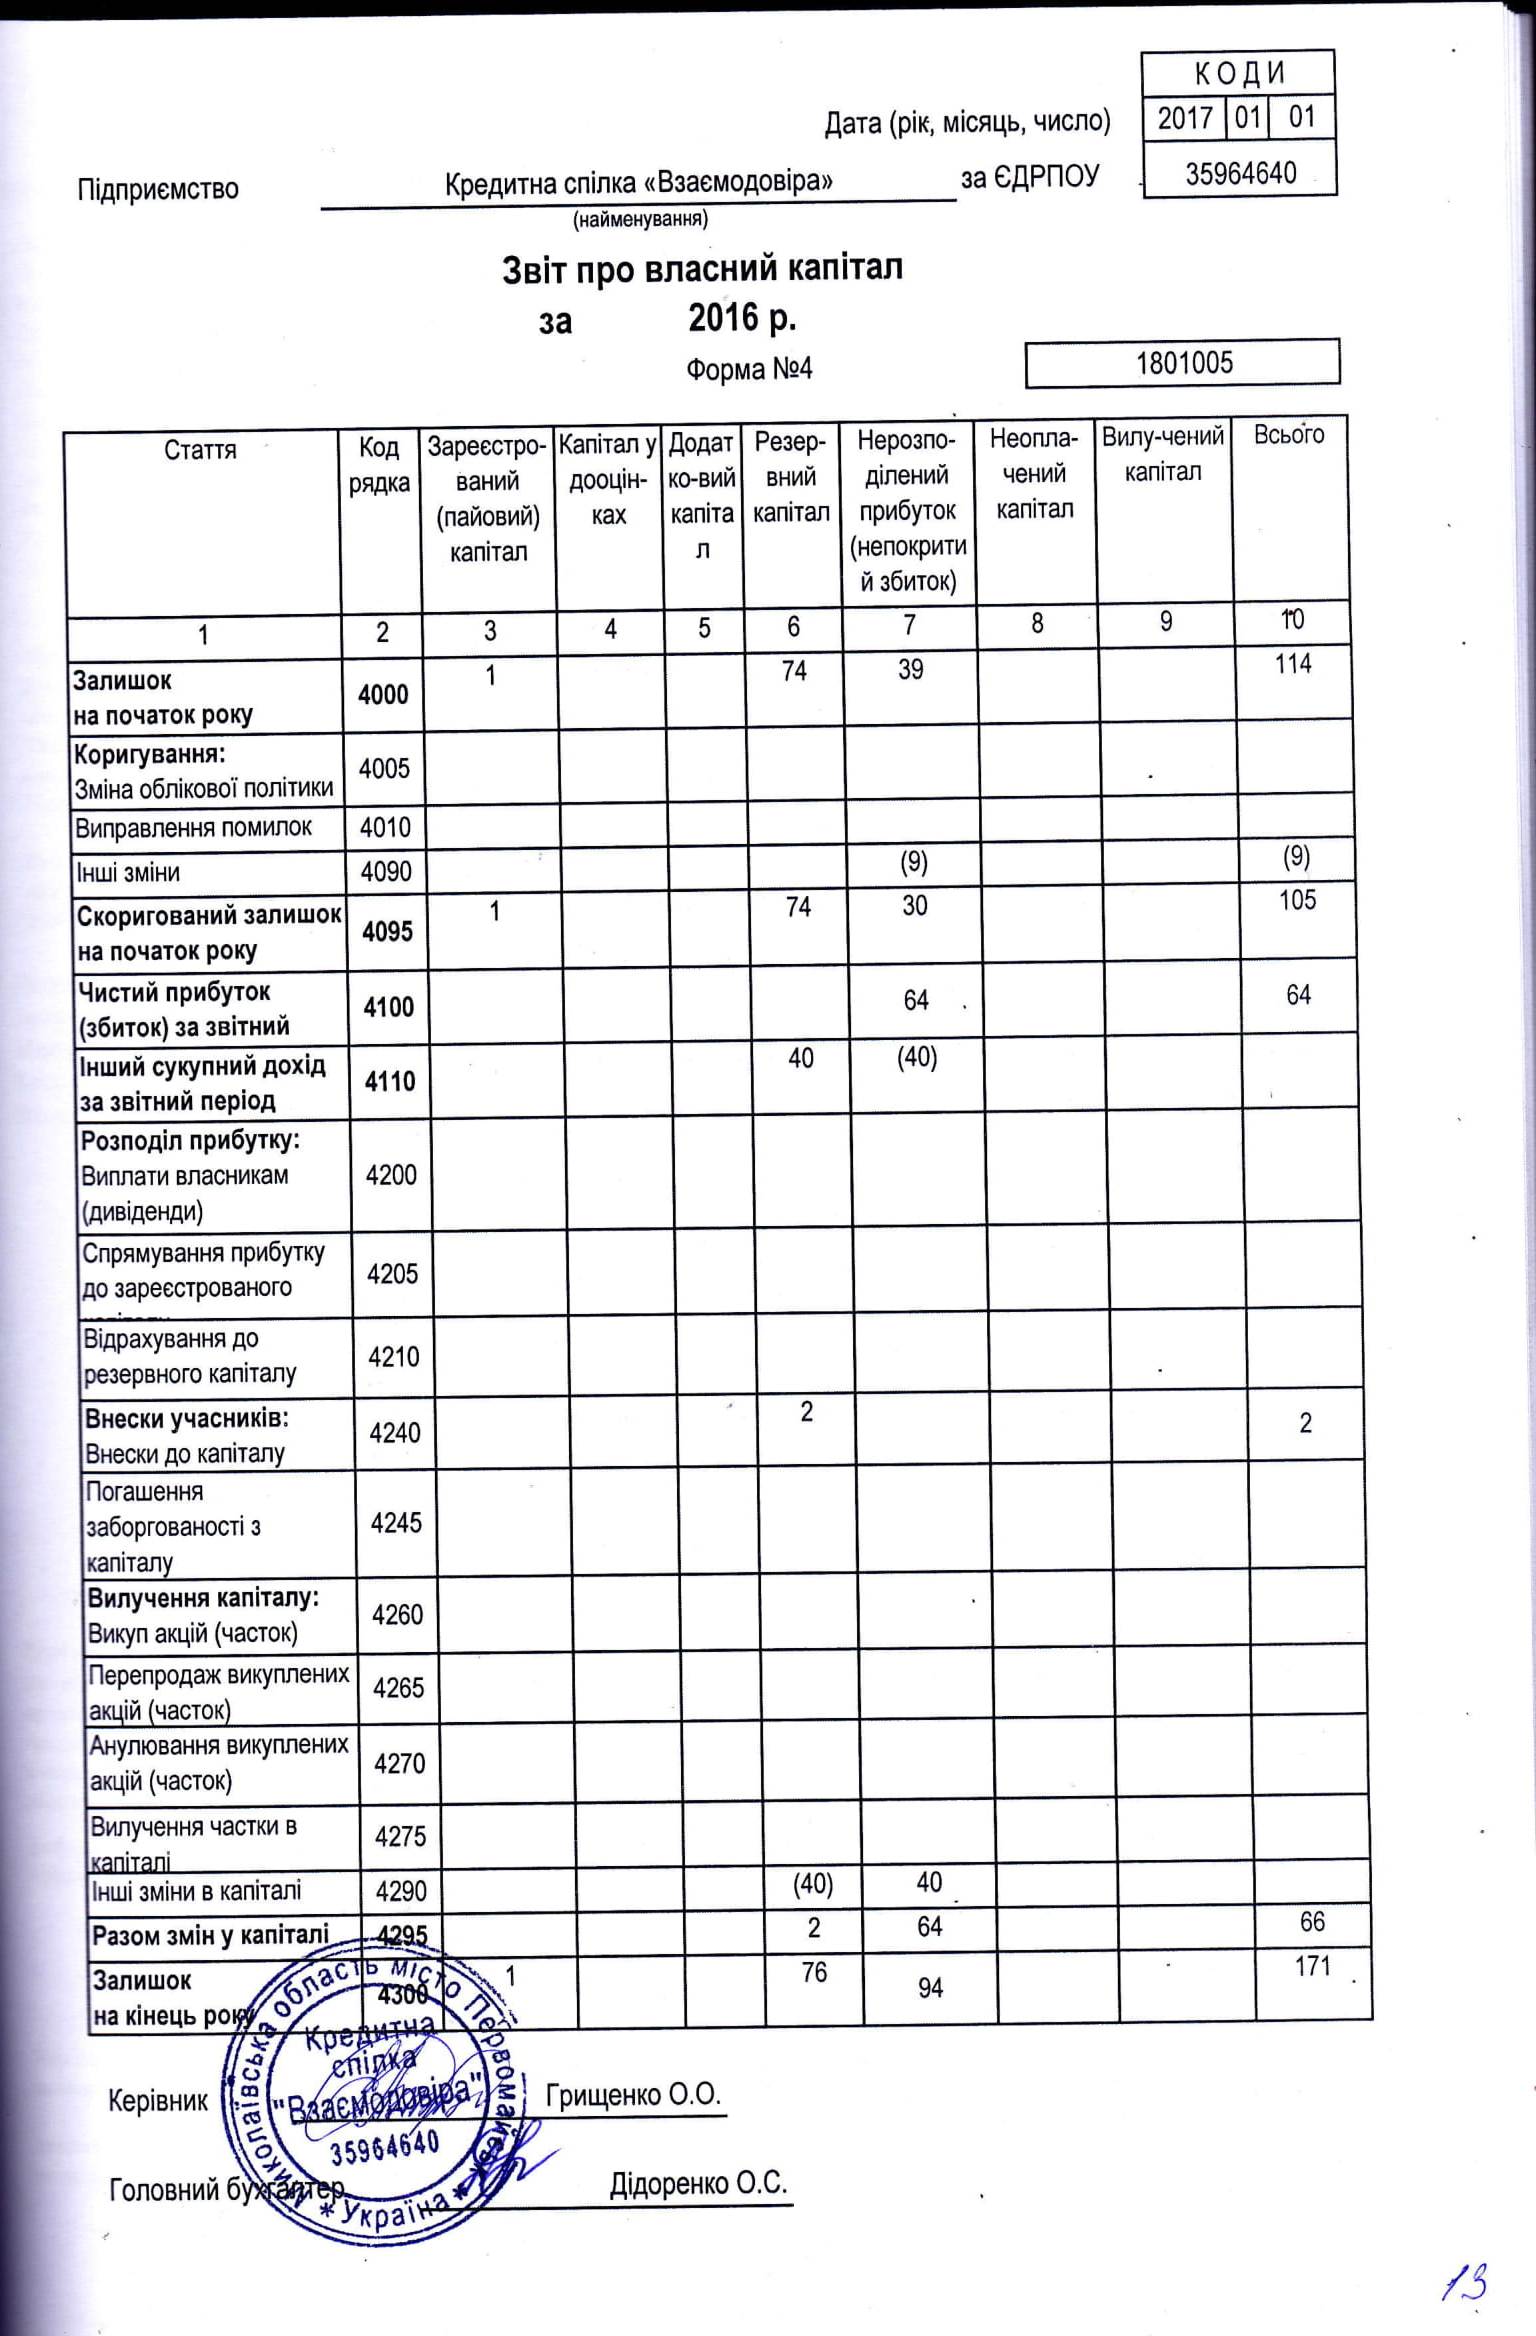 К О Д И
Дата (рік, місяць, число) 2017 01 01
Підприємство Кредитна спілка «Взаємодовіра» за ЄДРПОУ 35964640
(найменування)
Звіт про власний капітал
за 2016 р.
Форма №4 1801005
Стаття Код Зареєстро- Капітал у Додат Резер- Нерозпо- Неопла- Вилу-чений Всього
рядка ваний дооцін- ко-вий вний ділений чений капітал
(пайовий) ках капіта капітал прибуток капітал
капітал л (непокрити
й збиток)
1 2 3 4 5 6 7 8 9 10
Залишок
на початок року 4000 1 74 39 114
Коригування:
Зміна облікової політики 4005
Виправлення помилок 4010
Інші зміни 4090 (9) (9)
Скоригований залишок
на початок року 4095 1 74 30 105
Чистий прибуток
(збиток) за звітний 4100 64 64
Інший сукупний дохід
за звітний період 4110 40 (40)
Розподіл прибутку:
Виплати власникам 4200
(дивіденди)
Спрямування прибутку
до зареєстрованого 4205
Відрахування до
резервного капіталу 4210
Внески учасників:
Внески до капіталу 4240 2 2
Погашення
заборгованості з 4245
капіталу
Вилучення капіталу:
Викуп акцій (часток) 4260
Перепродаж викуплених
акцій (часток) 4265
Анулювання викуплених
акцій (часток) 4270
Вилучення частки в
капіталі 4275
Інші зміни в капіталі 4290 (40) 40
Разом змін у капіталі 4295 2 64 66
Залишок
на кінець року 4300 1 76 94 171
Миколаївська область місто Первомайськ * Україна *
Кредитна
спілка
"Взаємодовіра"
35964640
Керівник Грищенко О.О.
Головний бухгалтер Дідоренко О.С.
13